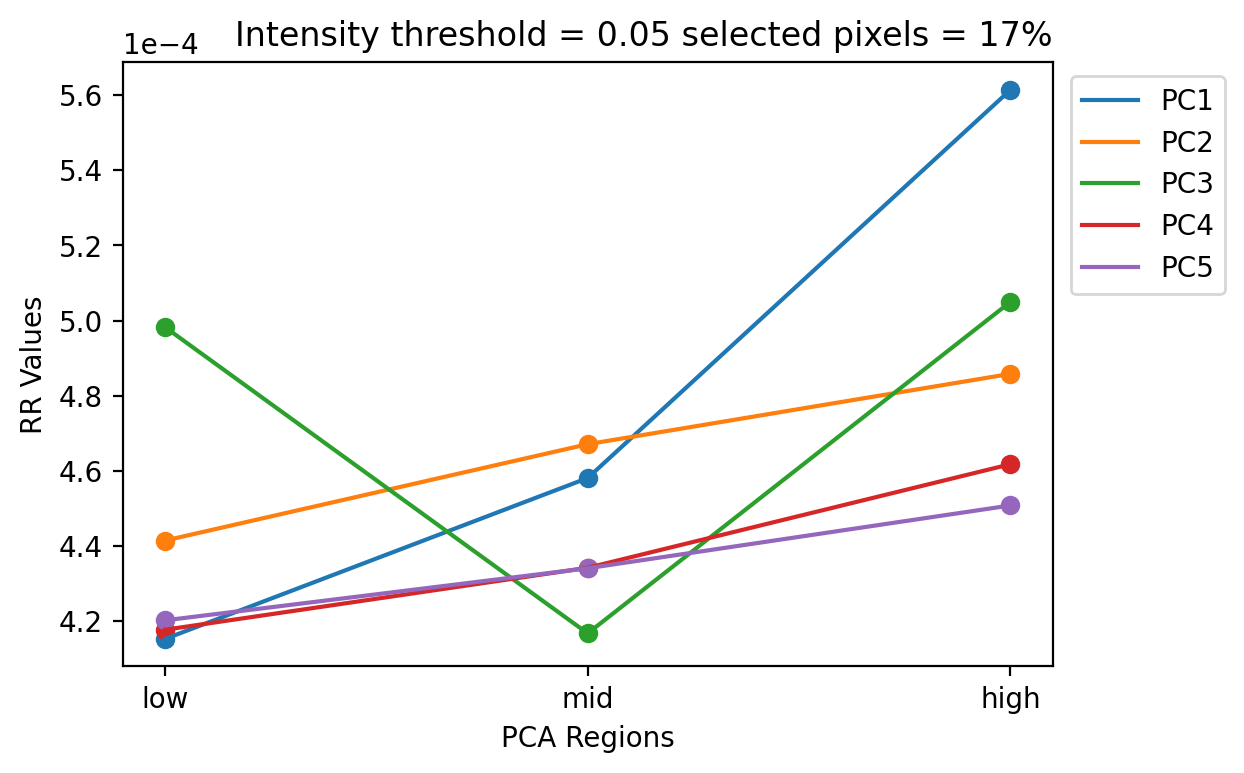 Intensity threshold = 0.05 selected pixels = 17%
1e−4
5.6
5.4
5.2
5.0
4.8
4.6
4.4
4.2
RR Values
low
mid
high
PCA Regions
PC1
PC2
PC3
PC4
PC5